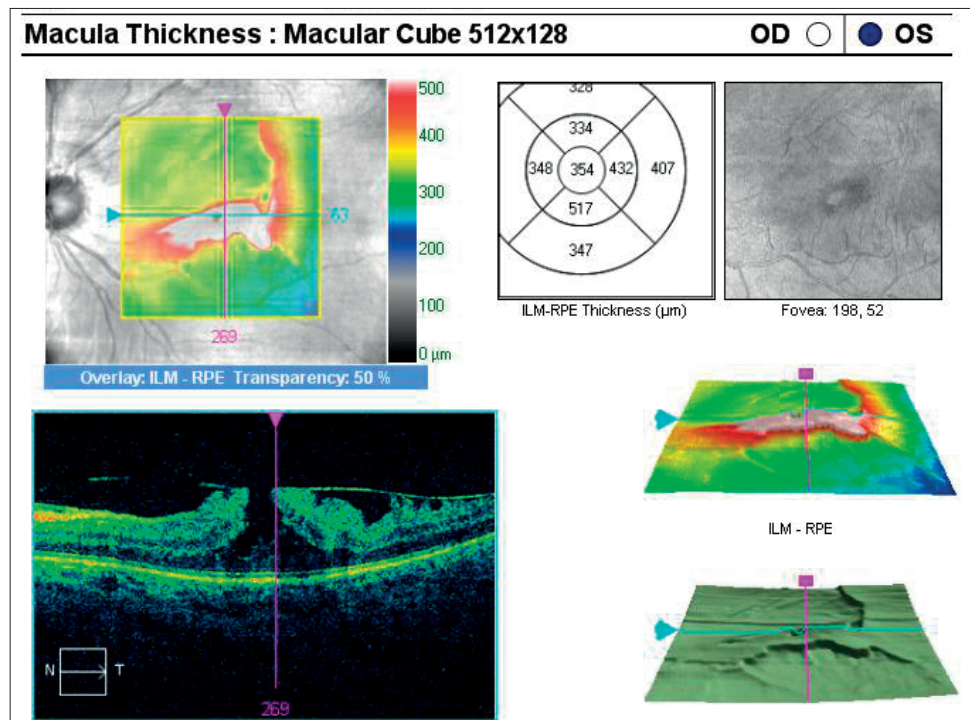 Macula Thickness : Macular Cube 512x128
OD OS
500
400
300
200
100
0 µm
63
269
Overlay: ILM - RPE Transparency: 50 %
328
334
348 354 432 407
517
347
ILM-RPE Thickness (µm)
Fovea: 198, 52
N T
269
ILM - RPE